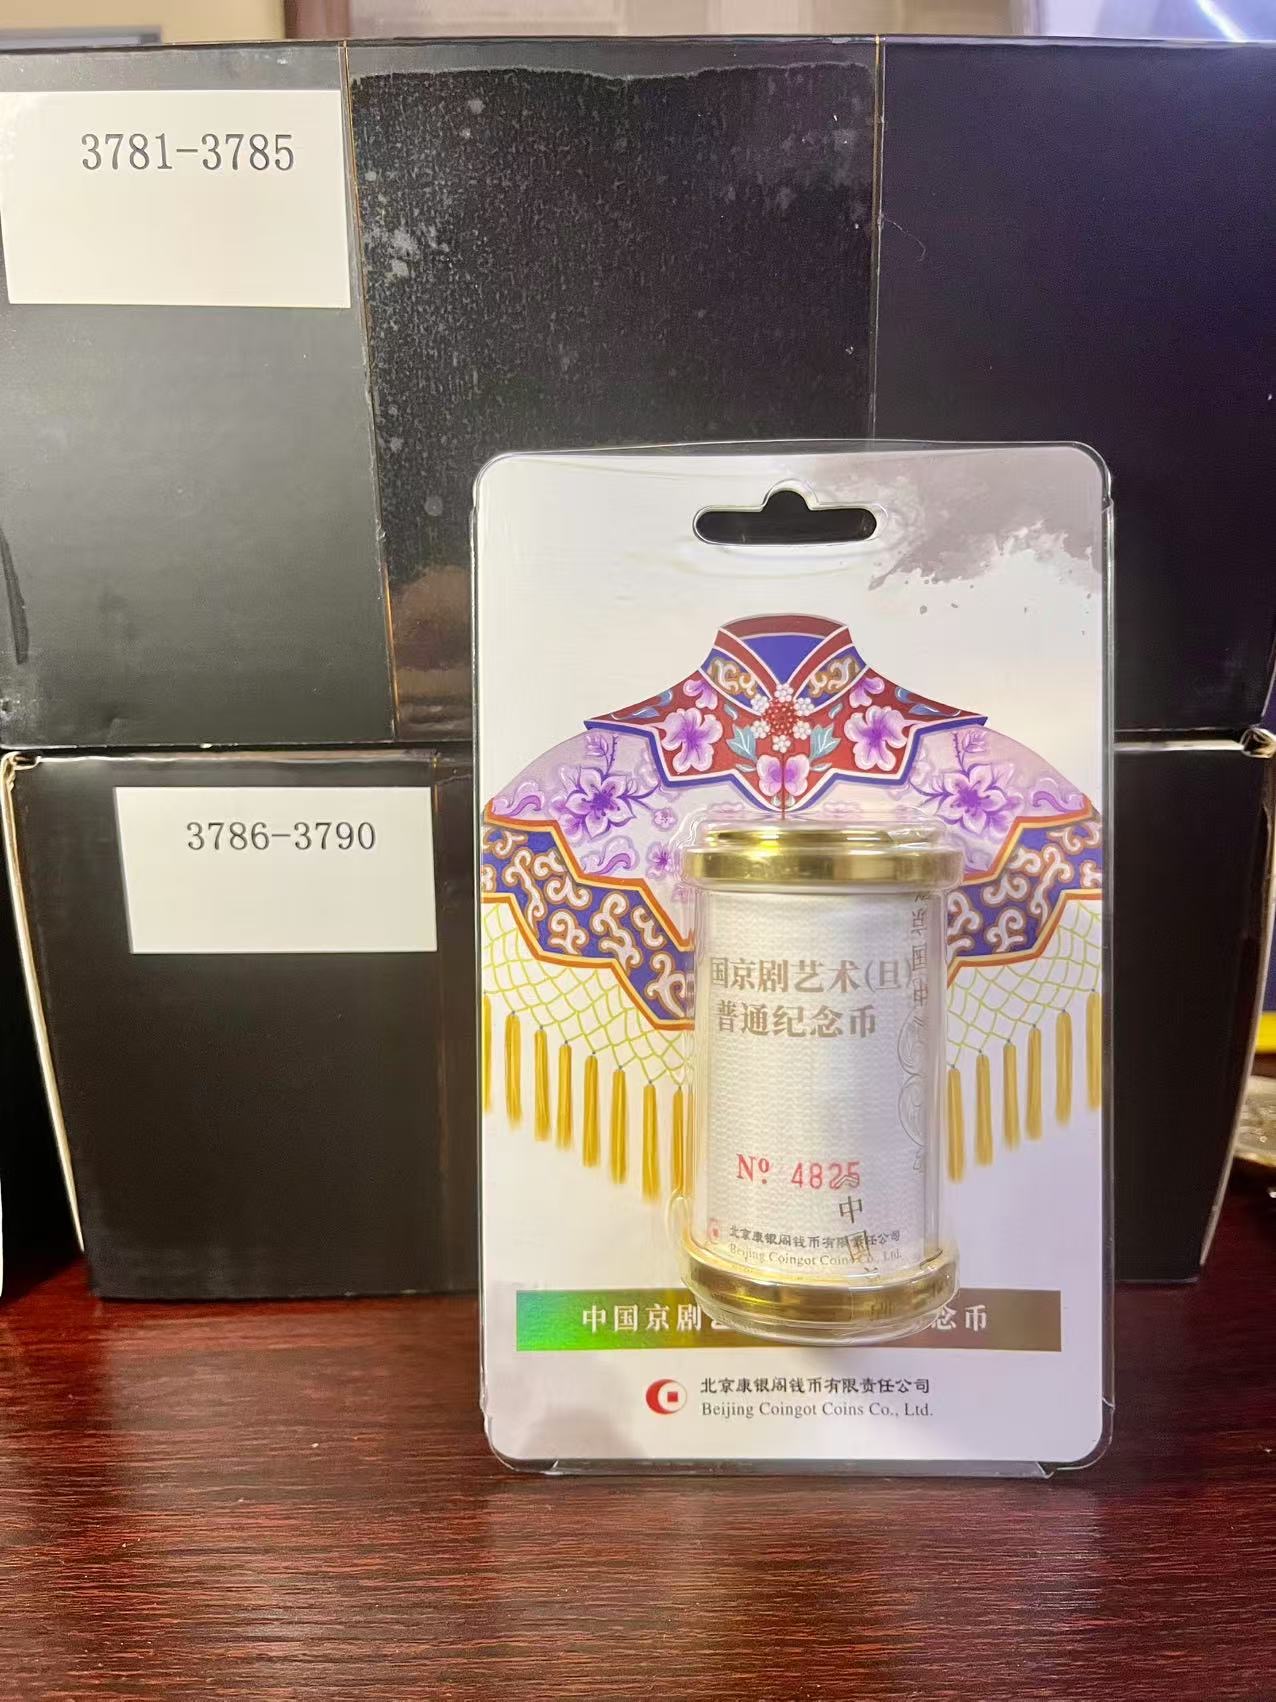 3781-3785
3786-3790
国京剧艺术(旦)
普通纪念币
Nº 4825
中
国
北京康银阁钱币有限责任公司
Beijing Coingot Coins Co., Ltd.
中国京剧
念币
北京康银阁钱币有限责任公司
Beijing Coingot Coins Co., Ltd.